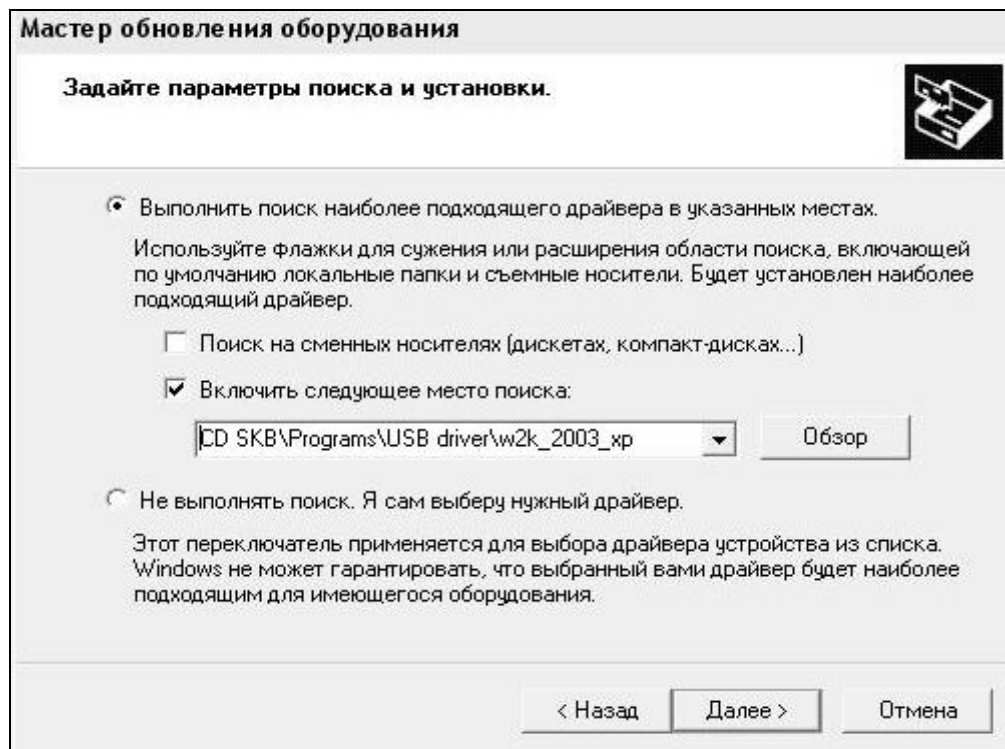 Мастер обновления оборудования
Задайте параметры поиска и установки.
Выполнить поиск наиболее подходящего драйвера в указанных местах.
Используйте флажки для сужения или расширения области поиска, включающей
по умолчанию локальные папки и съемные носители. Будет установлен наиболее
подходящий драйвер.
Поиск на сменных носителях (дискетах, компакт-дисках...)
Включить следующее место поиска:
CD SKB\Programs\USB driver\w2k_2003_xp
Обзор
Не выполнять поиск. Я сам выберу нужный драйвер.
Этот переключатель применяется для выбора драйвера устройства из списка.
Windows не может гарантировать, что выбранный вами драйвер будет наиболее
подходящим для имеющегося оборудования.
< Назад Далее > Отмена